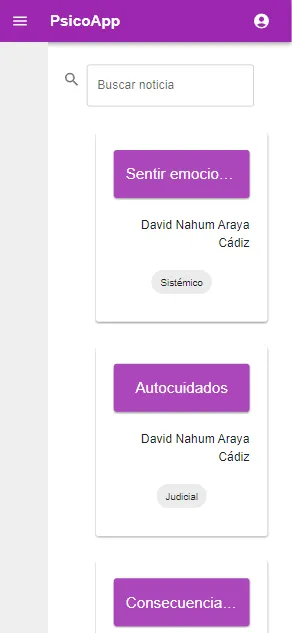 PsicoApp
Buscar noticia
Sentir emocio...
David Nahum Araya
Cádiz
Sistémico
Autocuidados
David Nahum Araya
Cádiz
Judicial
Consecuencia...